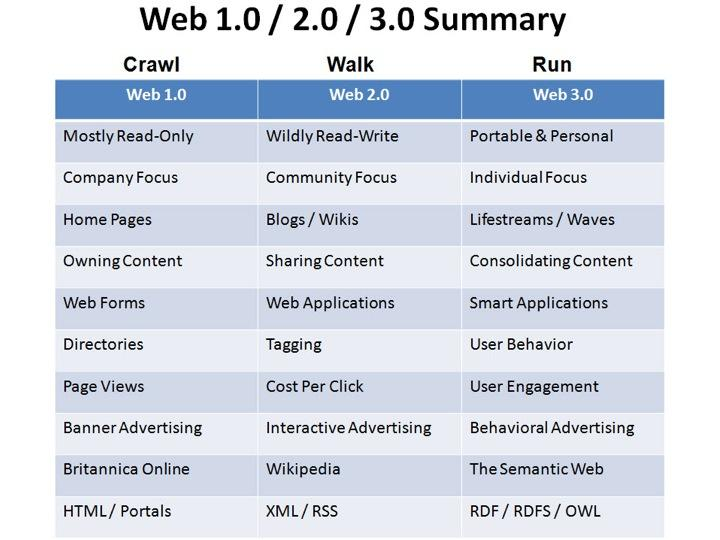 Web 1.0 / 2.0 / 3.0 Summary
Crawl Walk Run
Web 1.0 Web 2.0 Web 3.0
Mostly Read-Only Wildly Read-Write Portable & Personal
Company Focus Community Focus Individual Focus
Home Pages Blogs / Wikis Lifestreams / Waves
Owning Content Sharing Content Consolidating Content
Web Forms Web Applications Smart Applications
Directories Tagging User Behavior
Page Views Cost Per Click User Engagement
Banner Advertising Interactive Advertising Behavioral Advertising
Britannica Online Wikipedia The Semantic Web
HTML / Portals XML / RSS RDF / RDFS / OWL